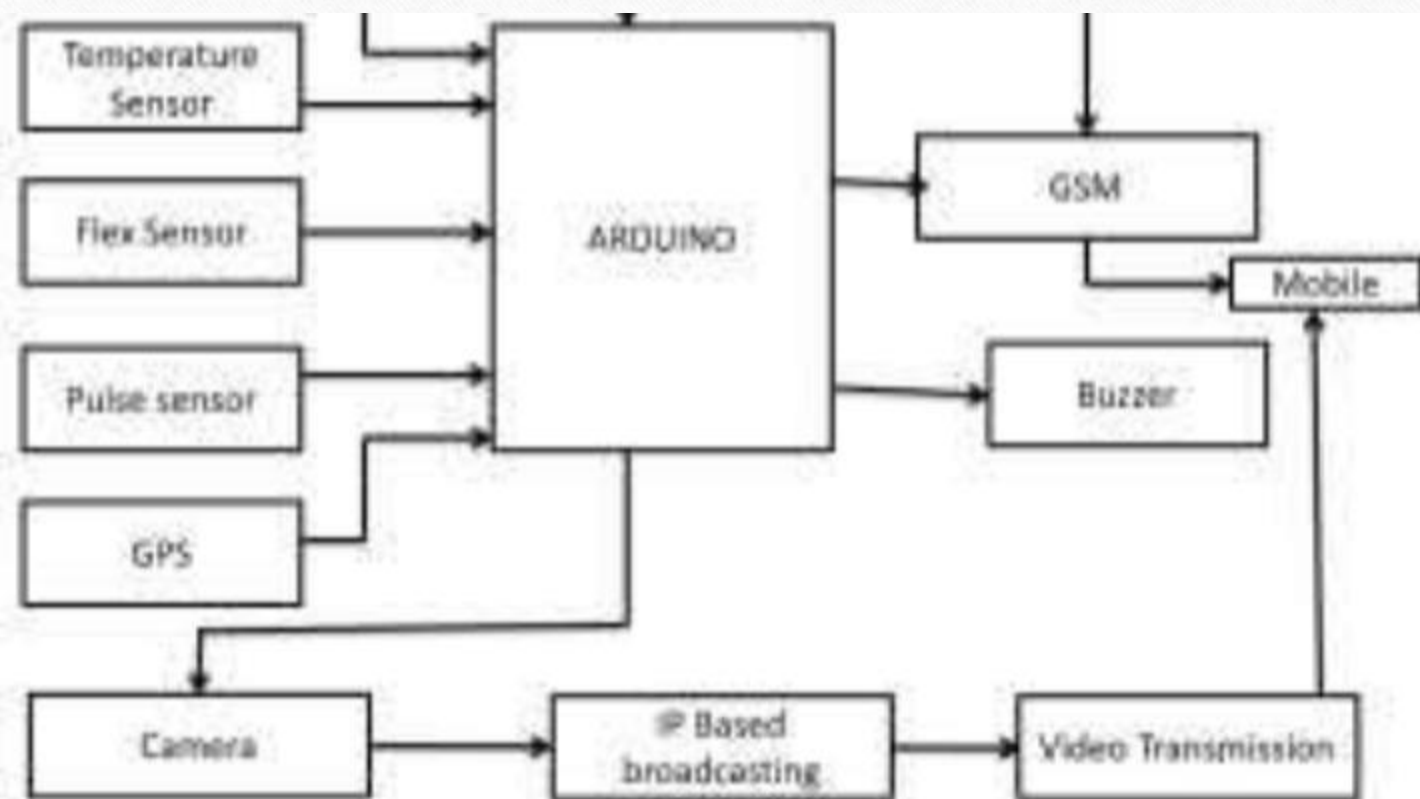 Temperature
Sensor
Flex Sensor
ARDUINO
GSM
Mobile
Pulse sensor
Buzzer
GPS
Camera
IP Based
broadcasting
Video Transmission